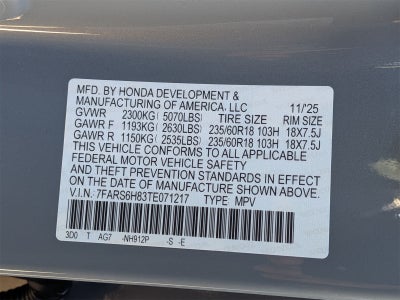 MFD. BY HONDA DEVELOPMENT &
MANUFACTURING OF AMERICA, LLC 11/'25
GVWR 2300KG (5070LBS) TIRE SIZE RIM SIZE
GAWR F 1193KG (2630LBS) 235/60R18 103H 18X7.5J
GAWR R 1150KG (2535LBS) 235/60R18 103H 18X7.5J
THIS VEHICLE CONFORMS TO ALL APPLICABLE
FEDERAL MOTOR VEHICLE SAFETY
AND THEFT PREVENTION STANDARDS IN EFFECT
ON THE DATE OF MANUFACTURE SHOWN ABOVE.
V.I.N. 7FARS6H83TE071217 TYPE: MPV
3D0 T AG7 -NH912P -S -E